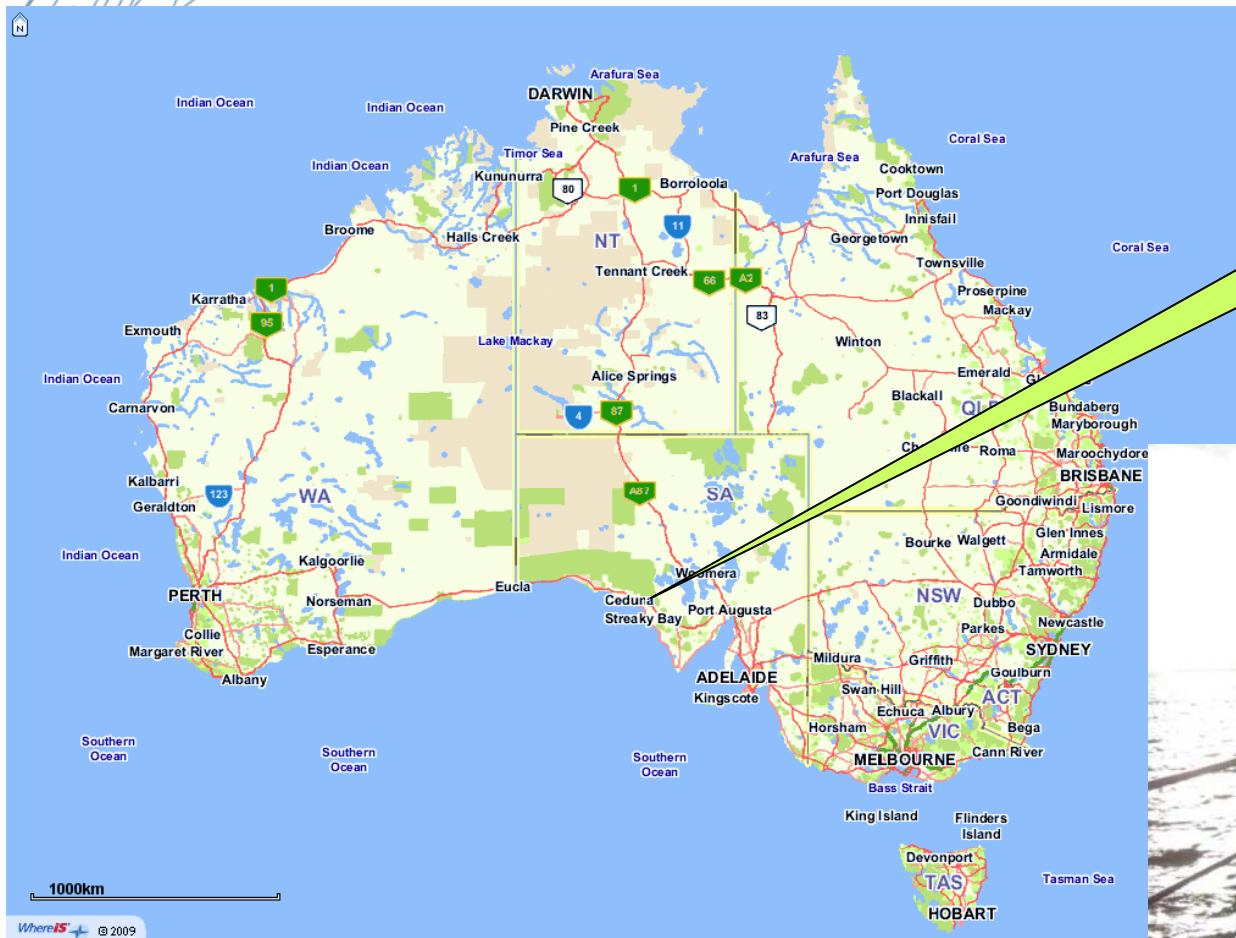 N
Arafura Sea
DARWIN
Indian Ocean
Indian Ocean
Pine Creek
Coral Sea
Timor Sea
Arafura Sea
Indian Ocean
Cooktown
Kununurra
80
1
Borroloola
Port Douglas
Innisfail
11
Broome
Halls Creek
NT
Georgetown
Coral Sea
Tennant Creek
66
A2
Townsville
1
Karratha
Proserpine
Mackay
95
83
Exmouth
Lake Mackay
Winton
Indian Ocean
Alice Springs
Emerald
Blackall
Carnarvon
4
87
Bundaberg
Maryborough
Roma
Maroochydore
BRISBANE
Kalbarri
123
WA
A87
SA
Geraldton
Goondiwindi
Lismore
Glen Innes
Indian Ocean
Bourke
Walgett
Armidale
Kalgoorlie
Tamworth
Woomera
Eucla
PERTH
Norseman
Ceduna
NSW
Dubbo
Port Augusta
Streaky Bay
Newcastle
Parkes
Collie
Margaret River
Esperance
SYDNEY
Mildura
Griffith
Goulburn
Albany
ADELAIDE
Kingscote
Swan Hill
ACT
Echuca
Albury
Horsham
VIC
Bega
Southern
Ocean
Southern
Ocean
Southern
Ocean
Cann River
MELBOURNE
Bass Strait
King Island
Flinders
Island
Devonport
TAS
Tasman Sea
HOBART
1000km
WhereiS
© 2009